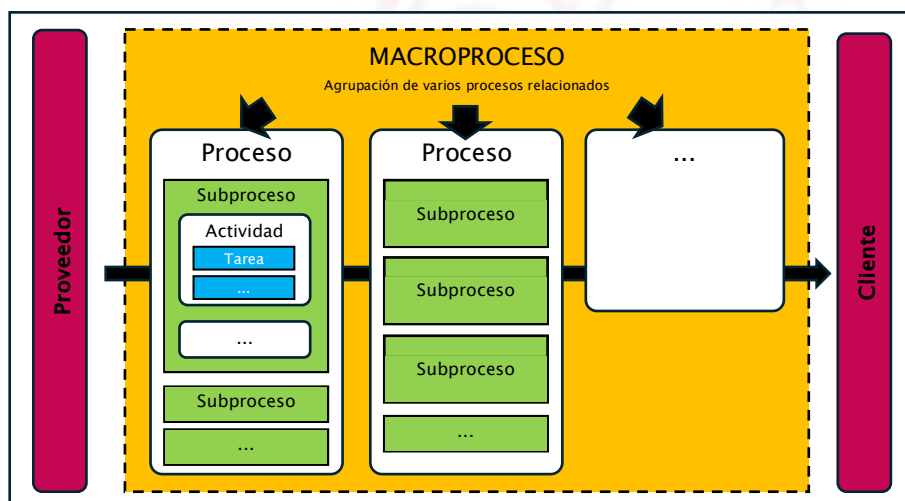 MACROPROCESO
Agrupación de varios procesos relacionados
Proveedor
Proceso
Subproceso
Actividad
Tarea
...
...
Subproceso
...
Proceso
Subproceso
Subproceso
Subproceso
...
...
Cliente